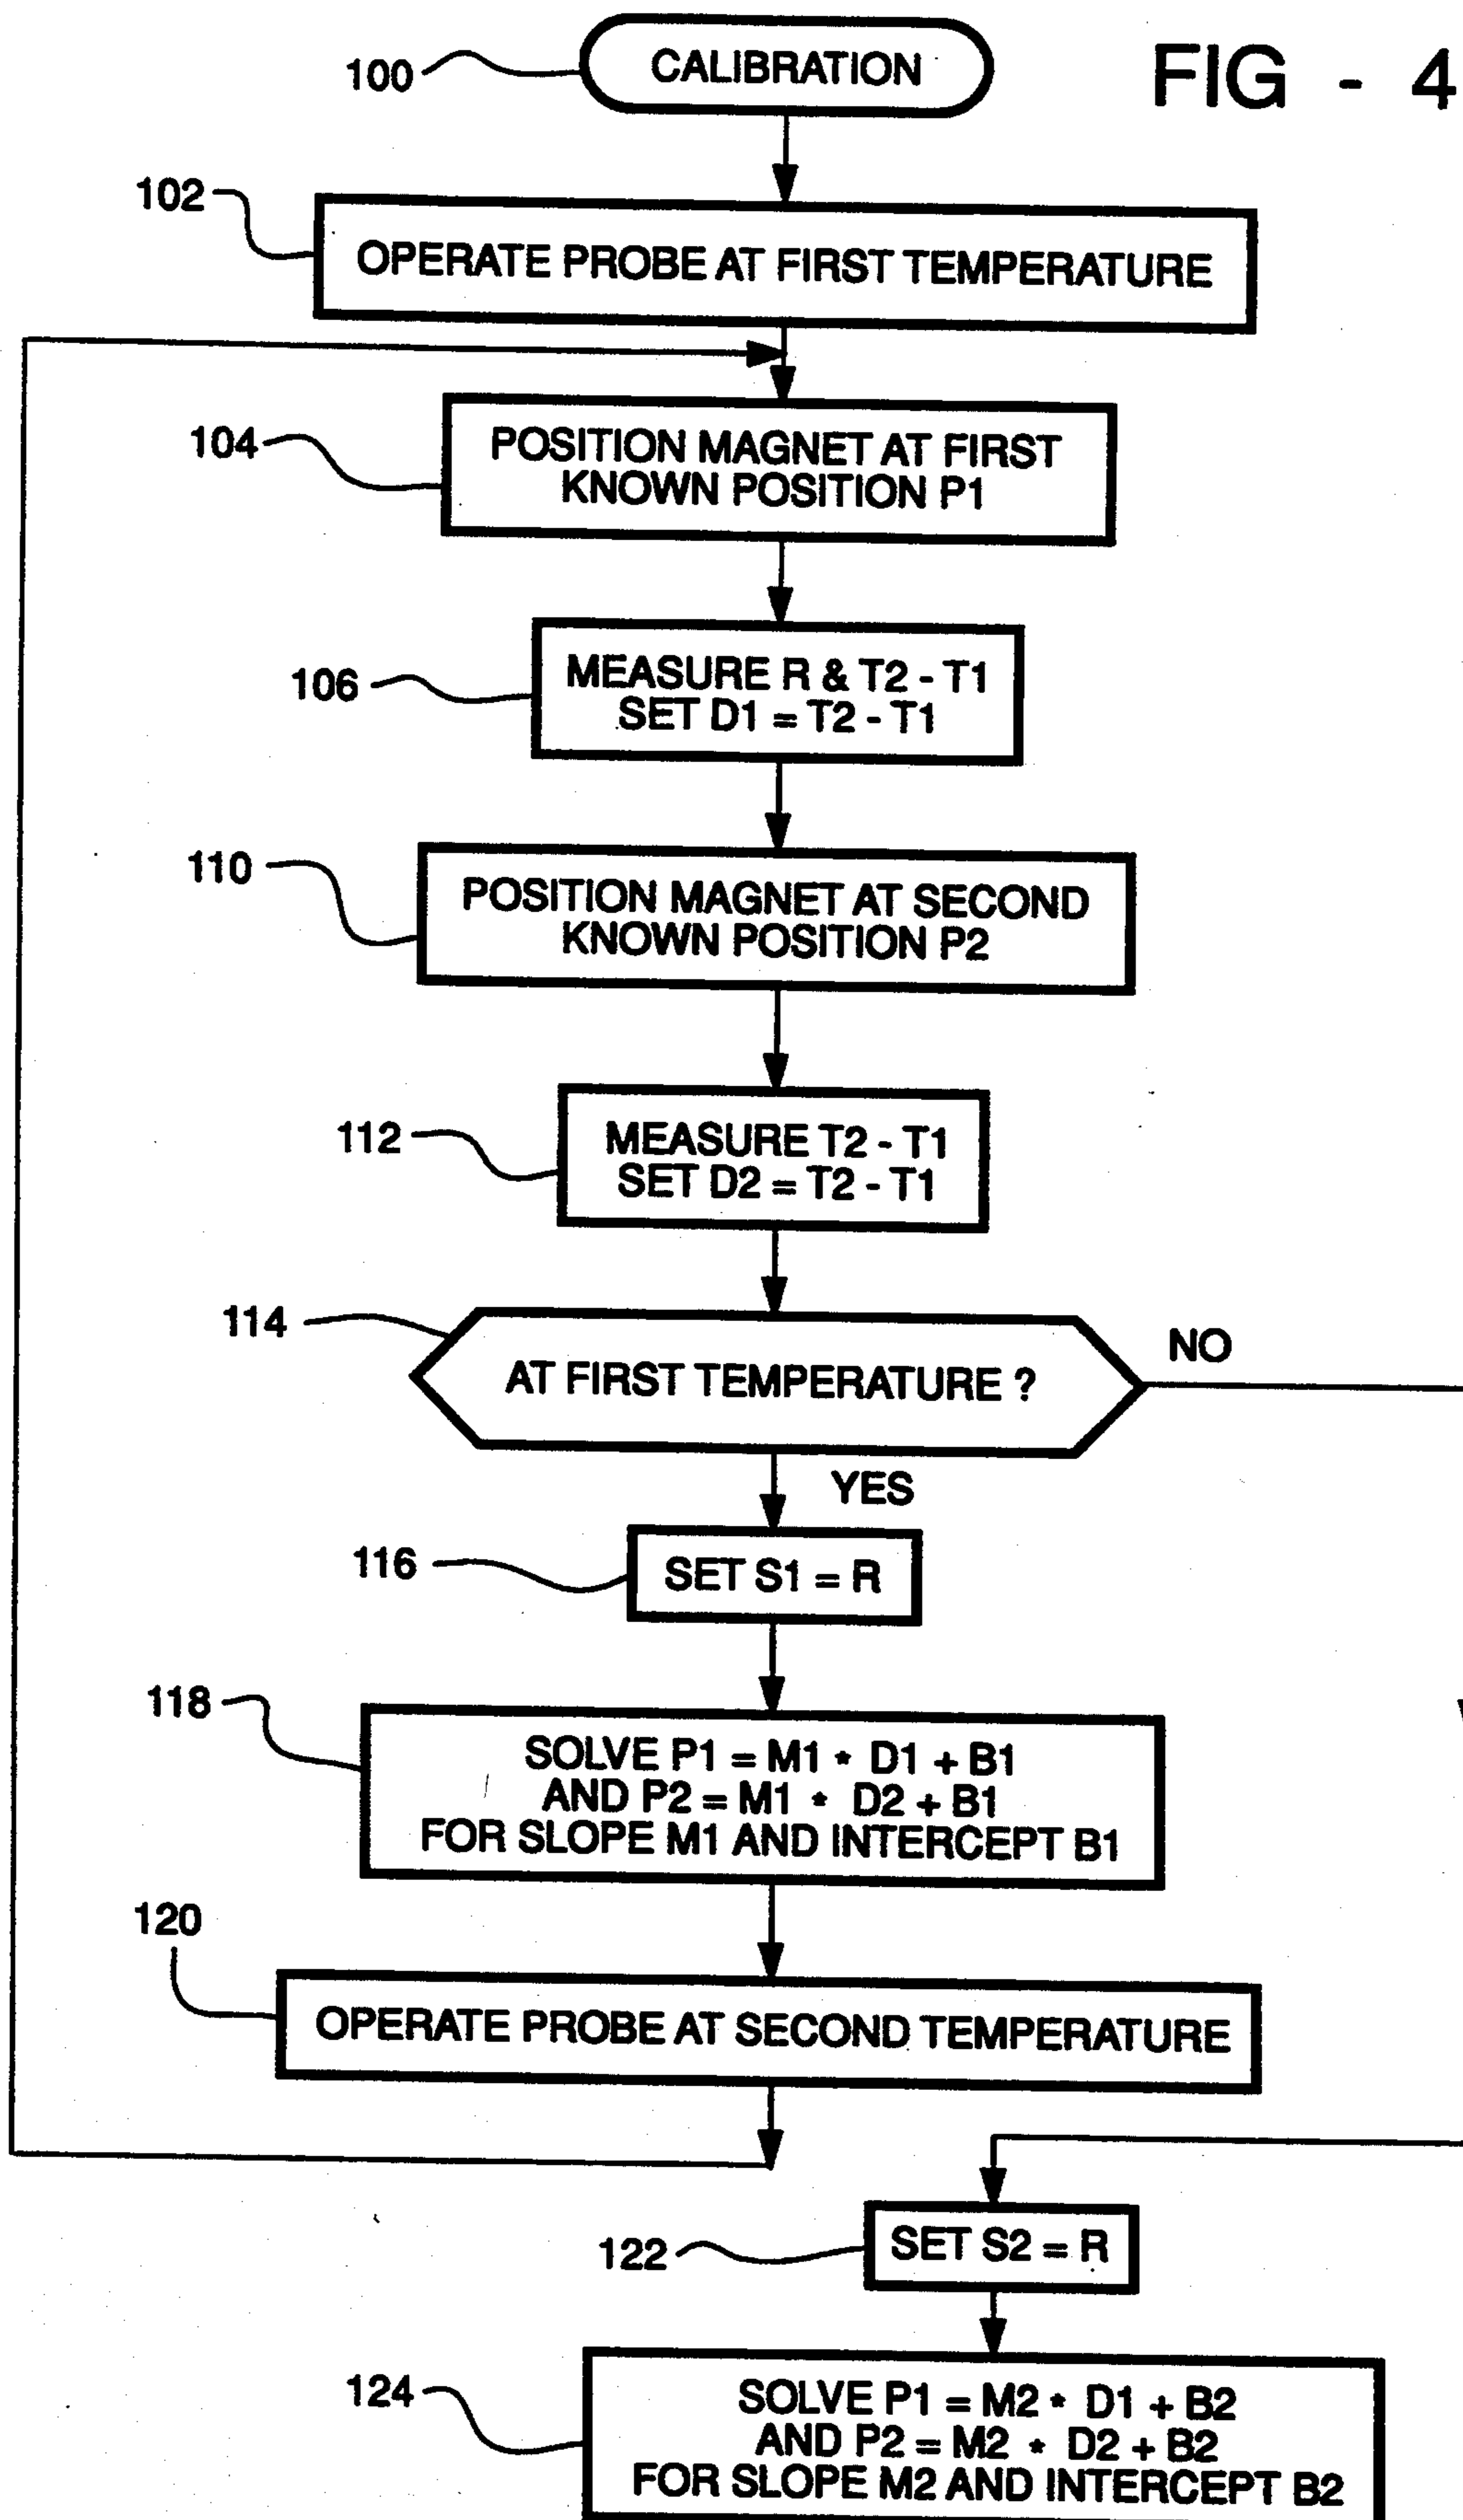 FIG - 4
100
CALIBRATION
102
OPERATE PROBE AT FIRST TEMPERATURE
104
POSITION MAGNET AT FIRST
KNOWN POSITION P1
106
MEASURE R & T2 - T1
SET D1 = T2 - T1
110
POSITION MAGNET AT SECOND
KNOWN POSITION P2
112
MEASURE T2 - T1
SET D2 = T2 - T1
114
AT FIRST TEMPERATURE ?
NO
YES
116
SET S1 = R
118
SOLVE P1 = M1 * D1 + B1
AND P2 = M1 * D2 + B1
FOR SLOPE M1 AND INTERCEPT B1
120
OPERATE PROBE AT SECOND TEMPERATURE
122
SET S2 = R
124
SOLVE P1 = M2 * D1 + B2
AND P2 = M2 * D2 + B2
FOR SLOPE M2 AND INTERCEPT B2